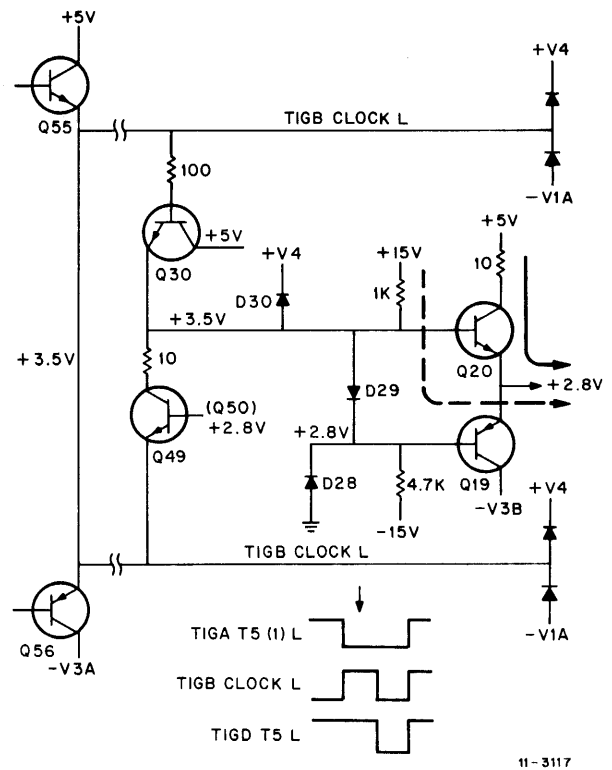 +5V
+V4
Q55
TIGB CLOCK L
100
-V1A
+5V
+5V
Q30
+V4
+15V
10
D30
1K
+3.5V
Q20
+3.5V
10
D29
+2.8V
(Q50)
+2.8V
+2.8V
Q49
Q19
D28
4.7K
+V4
-V3B
-15V
TIGB CLOCK L
Q56
-V3A
-V1A
TIGA T5 (1) L
TIGB CLOCK L
TIGD T5 L
11-3117